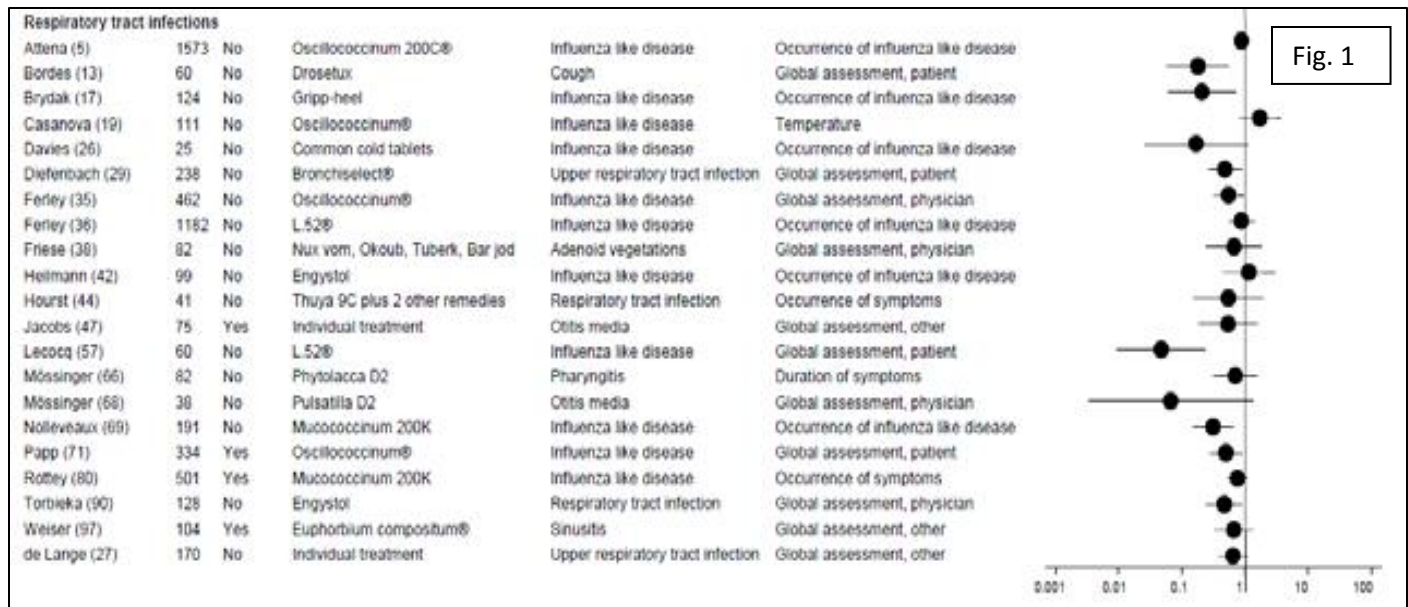 Respiratory tract infections
Fig. 1
Attena (5) 1573 No Oscillococcinum 200C® Influenza like disease Occurrence of influenza like disease
Bordes (13) 60 No Drosetux Cough Global assessment, patient
Brydak (17) 124 No Gripp-heel Influenza like disease Occurrence of influenza like disease
Casanova (19) 111 No Oscillococcinum® Influenza like disease Temperature
Davies (26) 25 No Common cold tablets Influenza like disease Occurrence of influenza like disease
Diefenbach (29) 238 No Bronchiselect® Upper respiratory tract infection Global assessment, patient
Ferley (35) 462 No Oscillococcinum® Influenza like disease Global assessment, physician
Ferley (36) 1182 No L.52® Influenza like disease Occurrence of influenza like disease
Friese (38) 82 No Nux vom, Okoub, Tuberk, Bar jod Adenoid vegetations Global assessment, physician
Heilmann (42) 99 No Engystol Influenza like disease Occurrence of influenza like disease
Hourst (44) 41 No Thuya 9C plus 2 other remedies Respiratory tract infection Occurrence of symptoms
Jacobs (47) 75 Yes Individual treatment Otitis media Global assessment, other
Lecocq (57) 60 No L.52® Influenza like disease Global assessment, patient
Mössinger (66) 82 No Phytolacca D2 Pharyngitis Duration of symptoms
Mössinger (68) 38 No Pulsatilla D2 Otitis media Global assessment, physician
Nolleveaux (69) 191 No Mucococcinum 200K Influenza like disease Occurrence of influenza like disease
Papp (71) 334 Yes Oscillococcinum® Influenza like disease Global assessment, patient
Rottey (80) 501 Yes Mucococcinum 200K Influenza like disease Occurrence of symptoms
Torbieka (90) 128 No Engystol Respiratory tract infection Global assessment, physician
Weiser (97) 104 Yes Euphorbium compositum® Sinusitis Global assessment, other
de Lange (27) 170 No Individual treatment Upper respiratory tract infection Global assessment, other
0.001 0.01 0.1 1 10 100